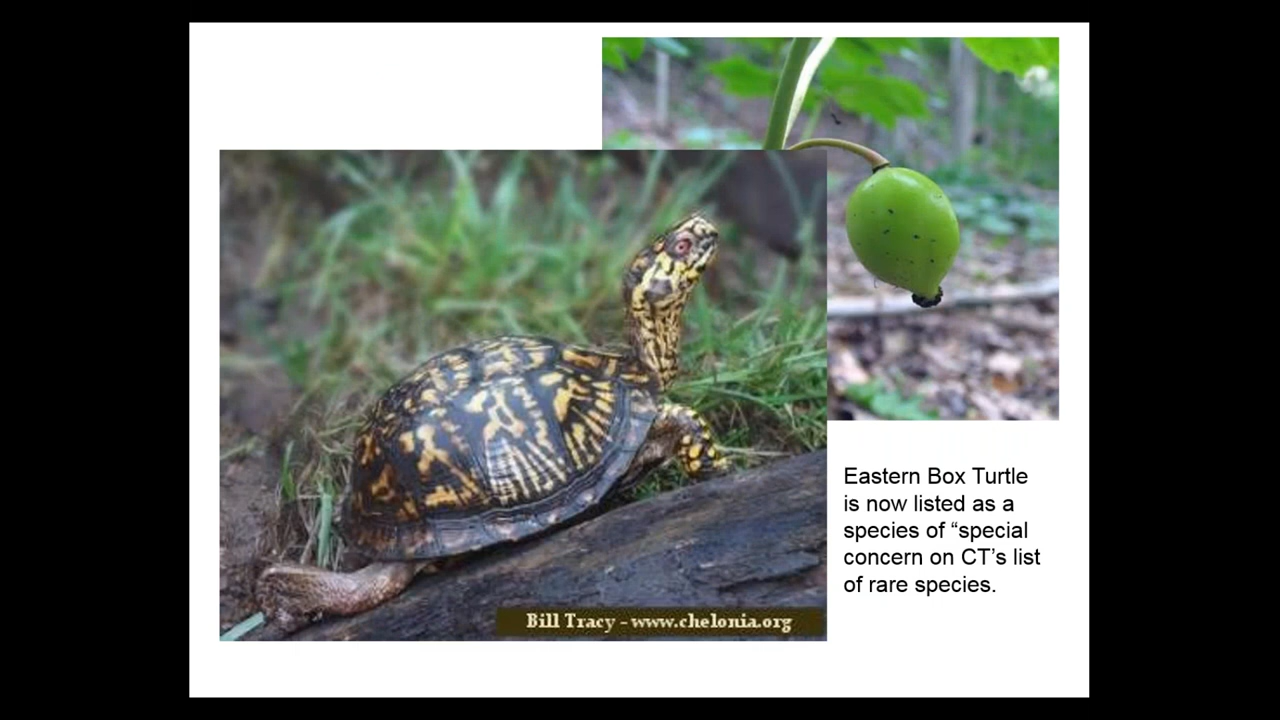 Eastern Box Turtle
is now listed as a
species of “special
concern on CT’s list
of rare species.
Bill Tracy - www.chelonia.org